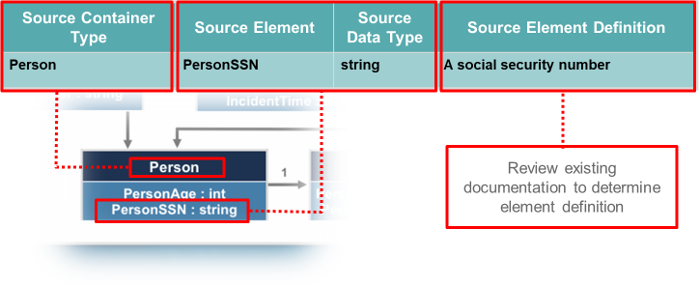 Source Container Type
Source Element
Source Data Type
Source Element Definition
Person
PersonSSN
string
A social security number
string
IncidentTime
Person
1
PersonAge : int
PersonSSN : string
Review existing
documentation to determine
element definition